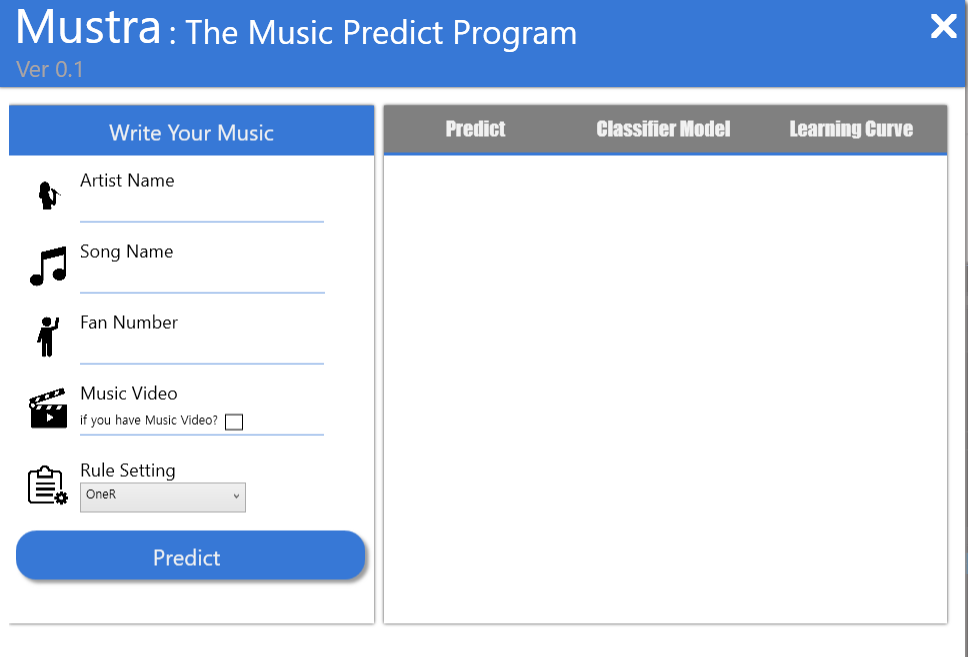 Mustra : The Music Predict Program
Ver 0.1
Write Your Music
Artist Name
Song Name
Fan Number
Music Video
if you have Music Video?
Rule Setting
OneR
Predict
Predict Classifier Model Learning Curve